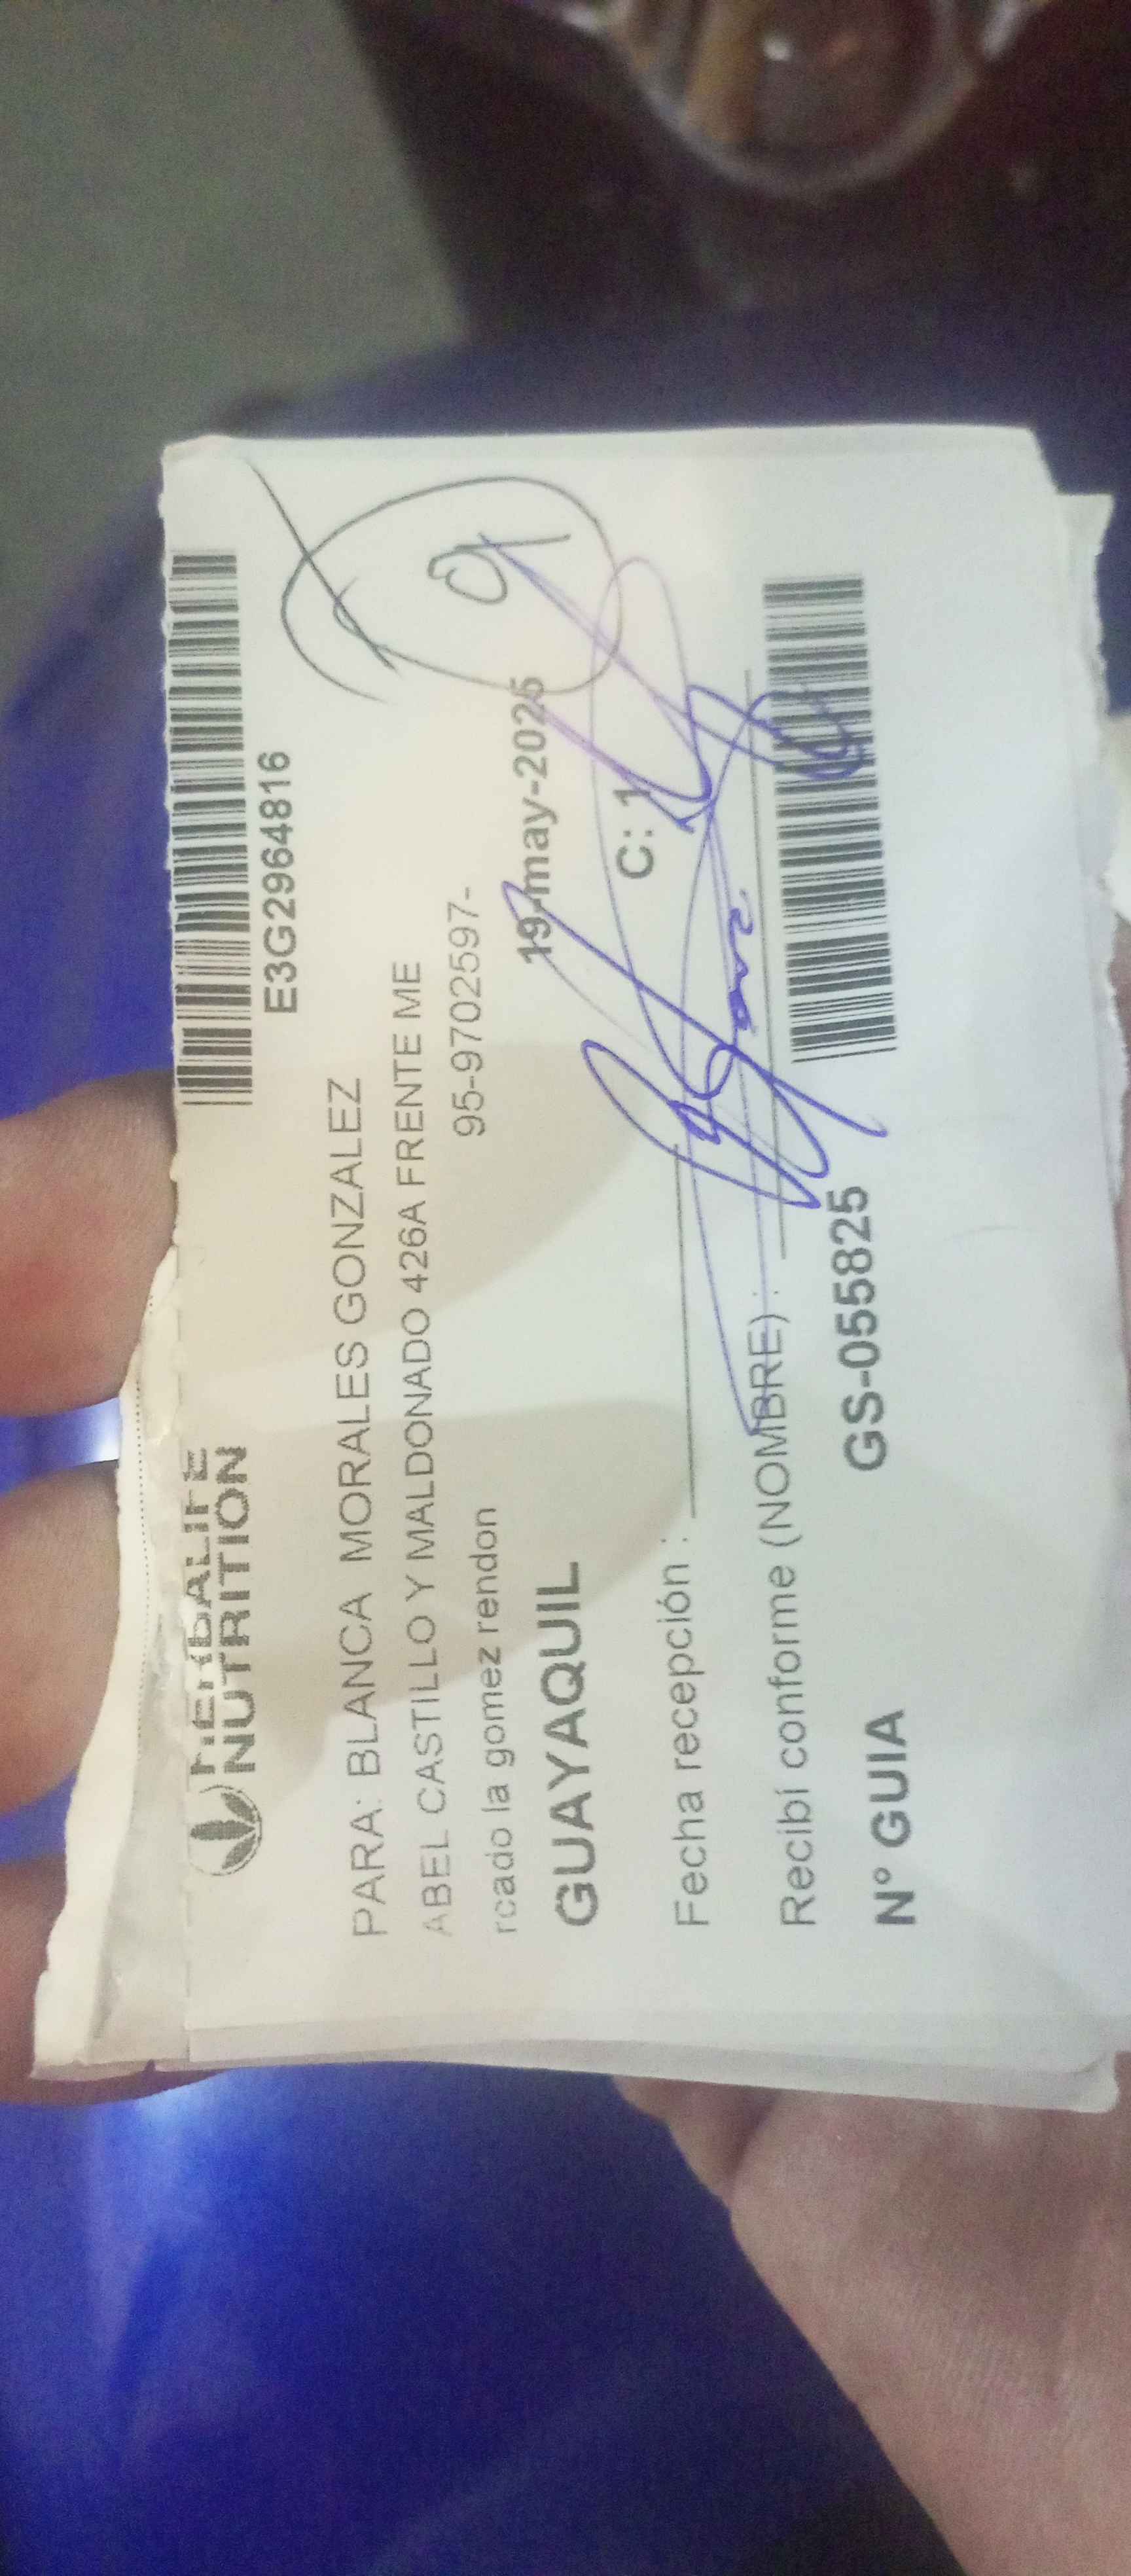 HERBALIFE
NUTRITION
E3G2964816
PARA: BLANCA MORALES GONZALEZ
ABEL CASTILLO Y MALDONADO 426A FRENTE ME
rcado la gomez rendon 95-9702597-
GUAYAQUIL 19-may-2025
C: 1
Fecha recepción :
Recibí conforme (NOMBRE) :
N° GUIA GS-055825